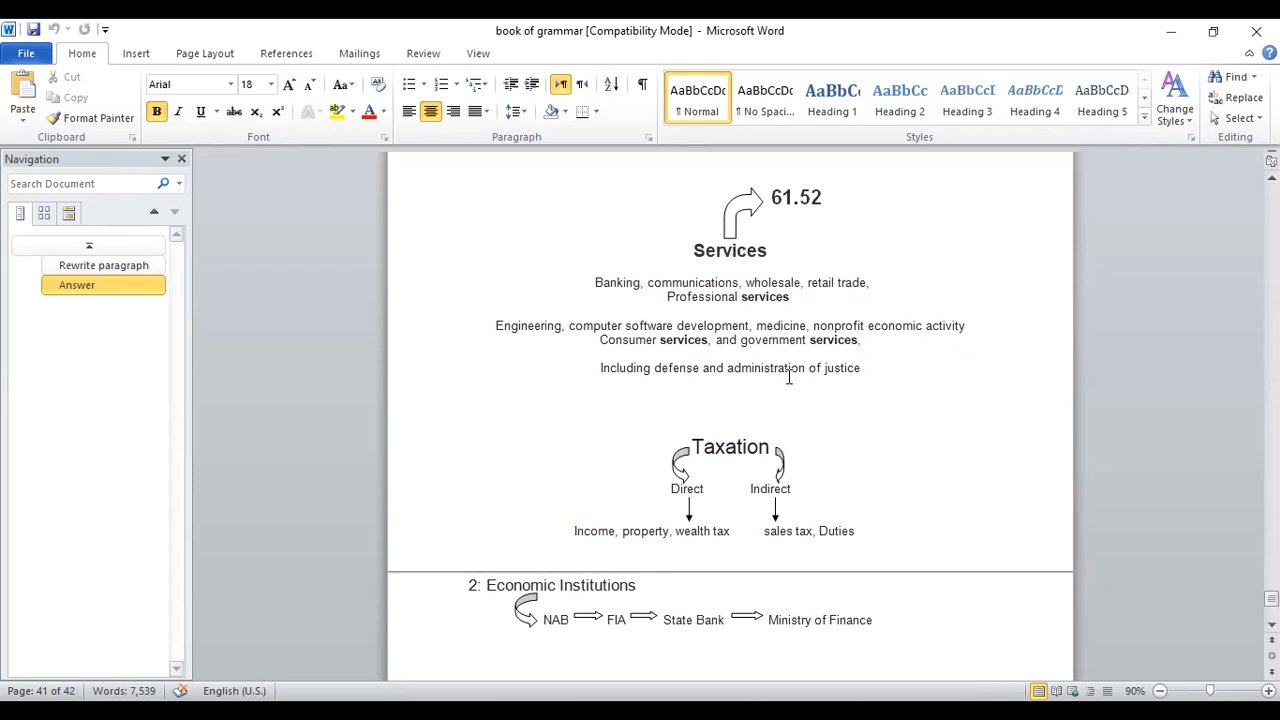 book of grammar [Compatibility Mode] - Microsoft Word
File Home Insert Page Layout References Mailings Review View
Paste
Cut
Copy
Format Painter
Clipboard
Arial 18
Font
Paragraph
AaBbCcDc ¶ Normal
AaBbCcDc ¶ No Spaci...
AaBbCc Heading 1
AaBbCc Heading 2
AaBbCcI Heading 3
AaBbCcD Heading 4
AaBbCcD Heading 5
Change Styles
Styles
Find
Replace
Select
Editing
Navigation
Search Document
Rewrite paragraph
Answer
61.52
Services
Banking, communications, wholesale, retail trade,
Professional services
Engineering, computer software development, medicine, nonprofit economic activity
Consumer services, and government services,
Including defense and administration of justice
Taxation
Direct Indirect
Income, property, wealth tax sales tax, Duties
2: Economic Institutions
NAB FIA State Bank Ministry of Finance
Page: 41 of 42 Words: 7,539 English (U.S.) 90%